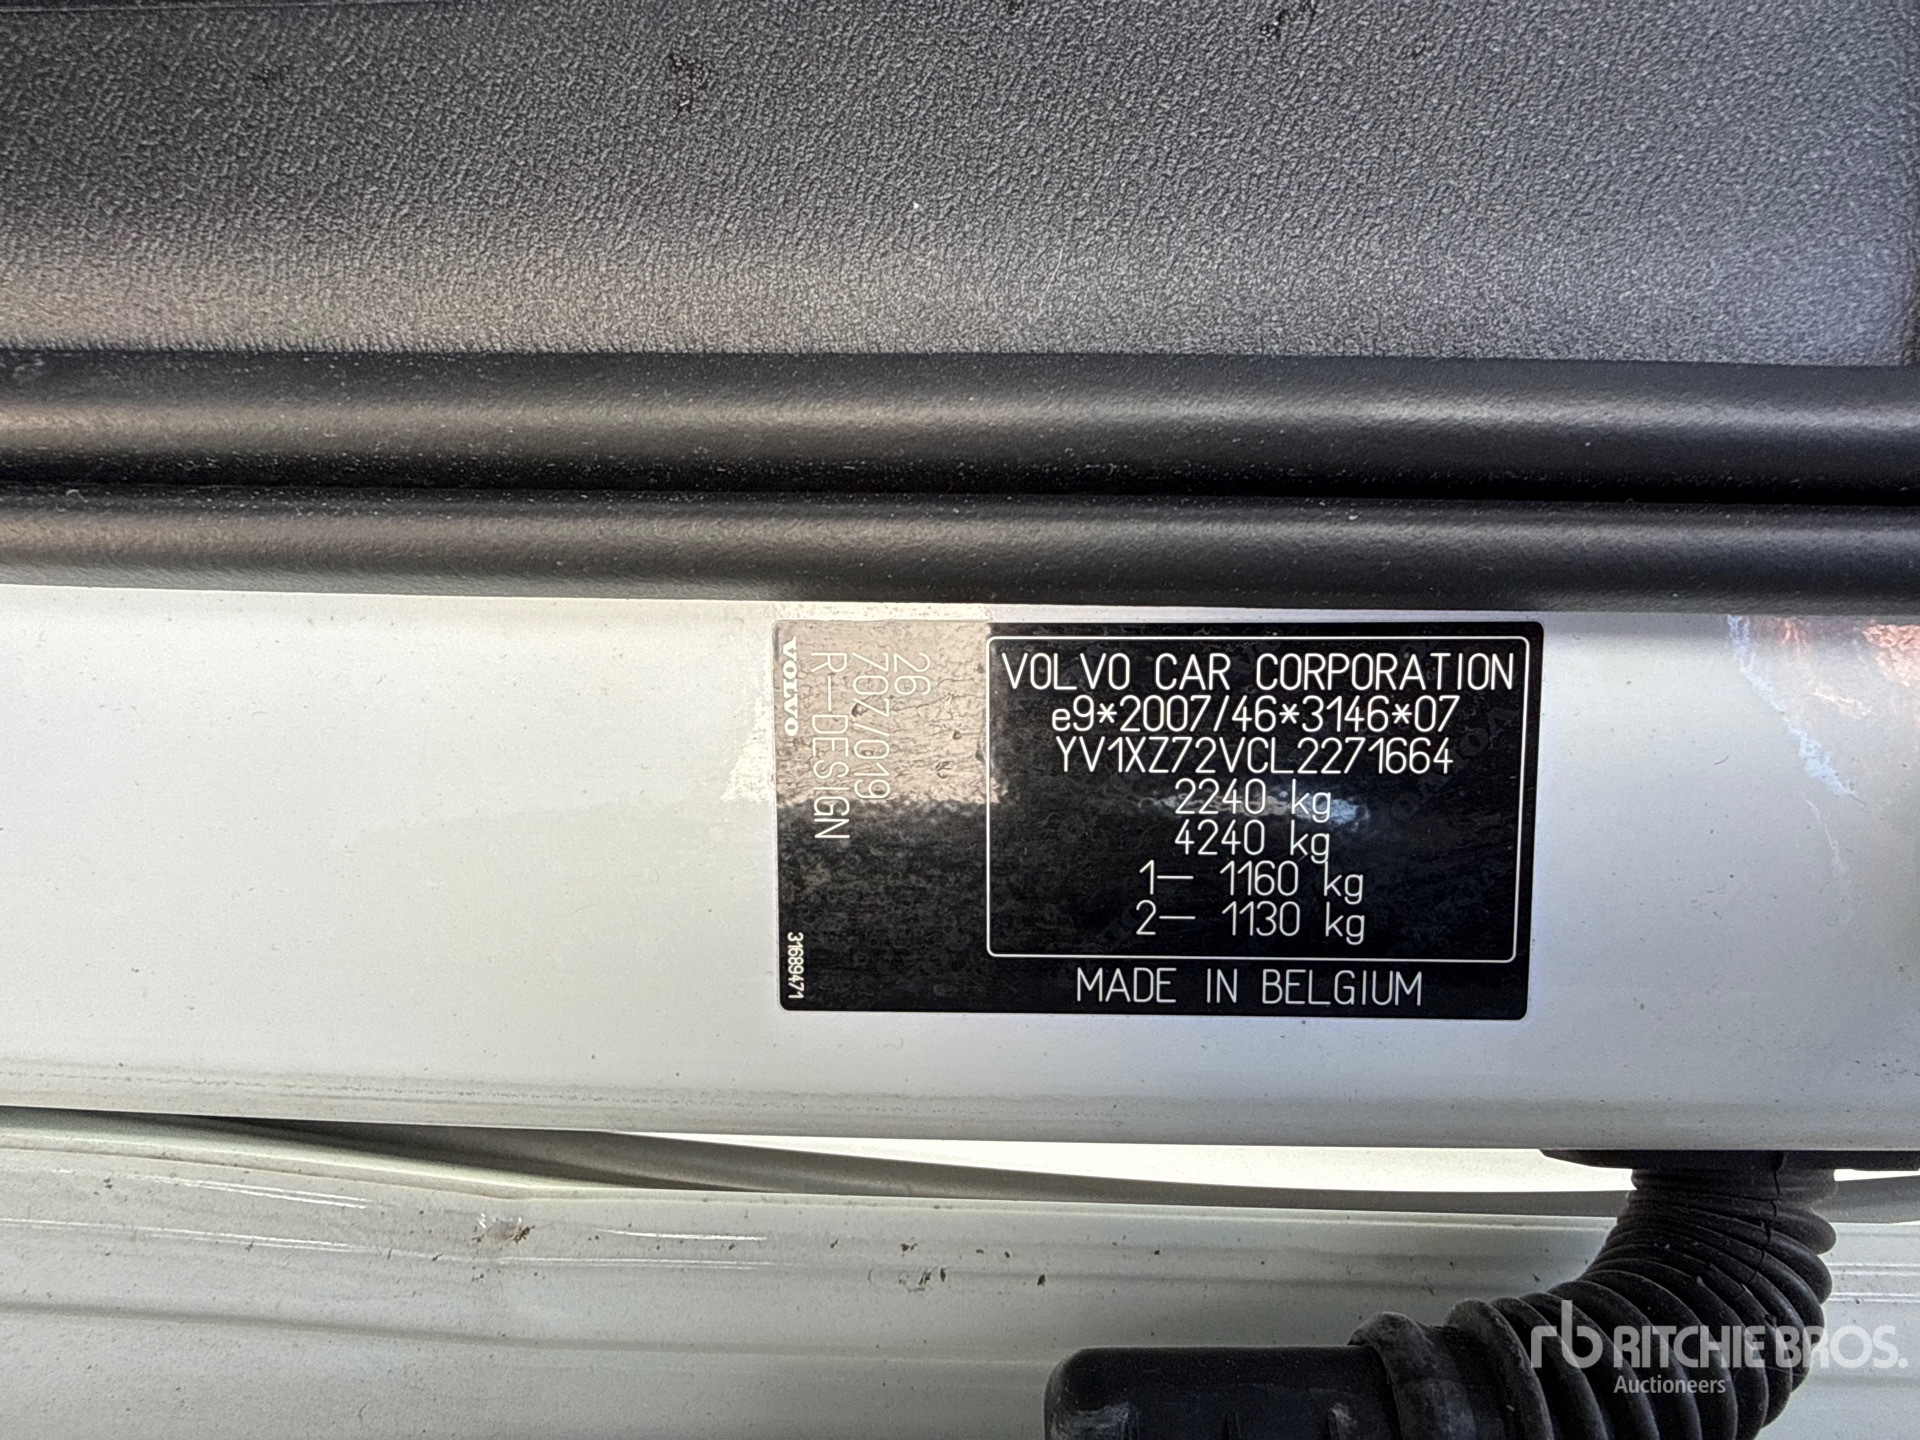 VOLVO
26
707/019
R-DESIGN
31689471
VOLVO CAR CORPORATION
e9*2007/46*3146*07
YV1XZ72VCL2271664
2240 kg
4240 kg
1- 1160 kg
2- 1130 kg
MADE IN BELGIUM
rb RITCHIE BROS.
Auctioneers